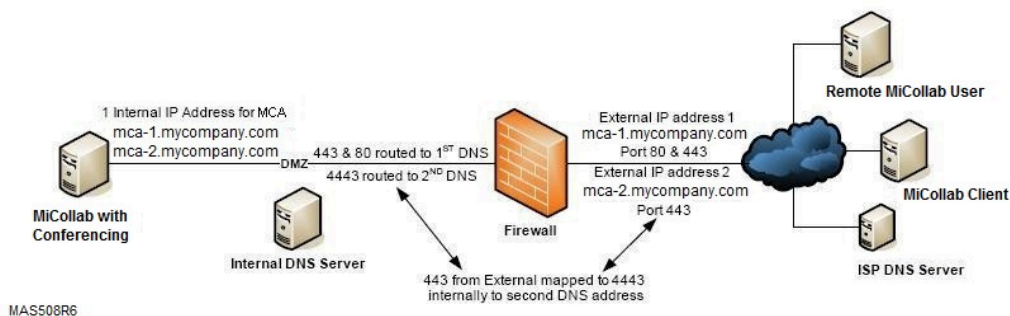 1 Internal IP Address for MCA
mca-1.mycompany.com
mca-2.mycompany.com
MiCollab with
Conferencing
DMZ
443 & 80 routed to 1ST DNS
4443 routed to 2ND DNS
Internal DNS Server
Firewall
External IP address 1
mca-1.mycompany.com
Port 80 & 443
External IP address 2
mca-2.mycompany.com
Port 443
443 from External mapped to 4443
internally to second DNS address
Remote MiCollab User
MiCollab Client
ISP DNS Server
MAS508R6